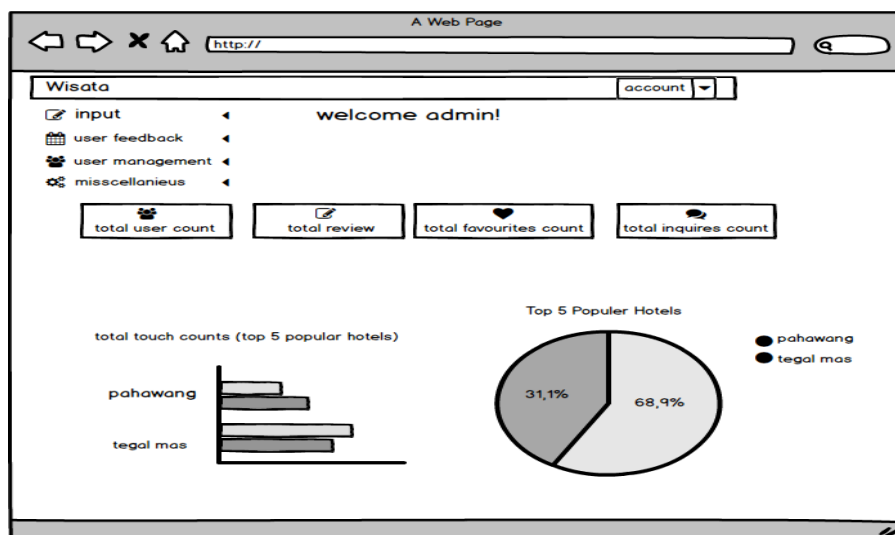 A Web Page
http://
Wisata
account
input
welcome admin!
user feedback
user management
misscellanieus
total user count
total review
total favourites count
total inquires count
Top 5 Populer Hotels
total touch counts (top 5 popular hotels)
pahawang
tegal mas
31,1%
68,9%
pahawang
tegal mas